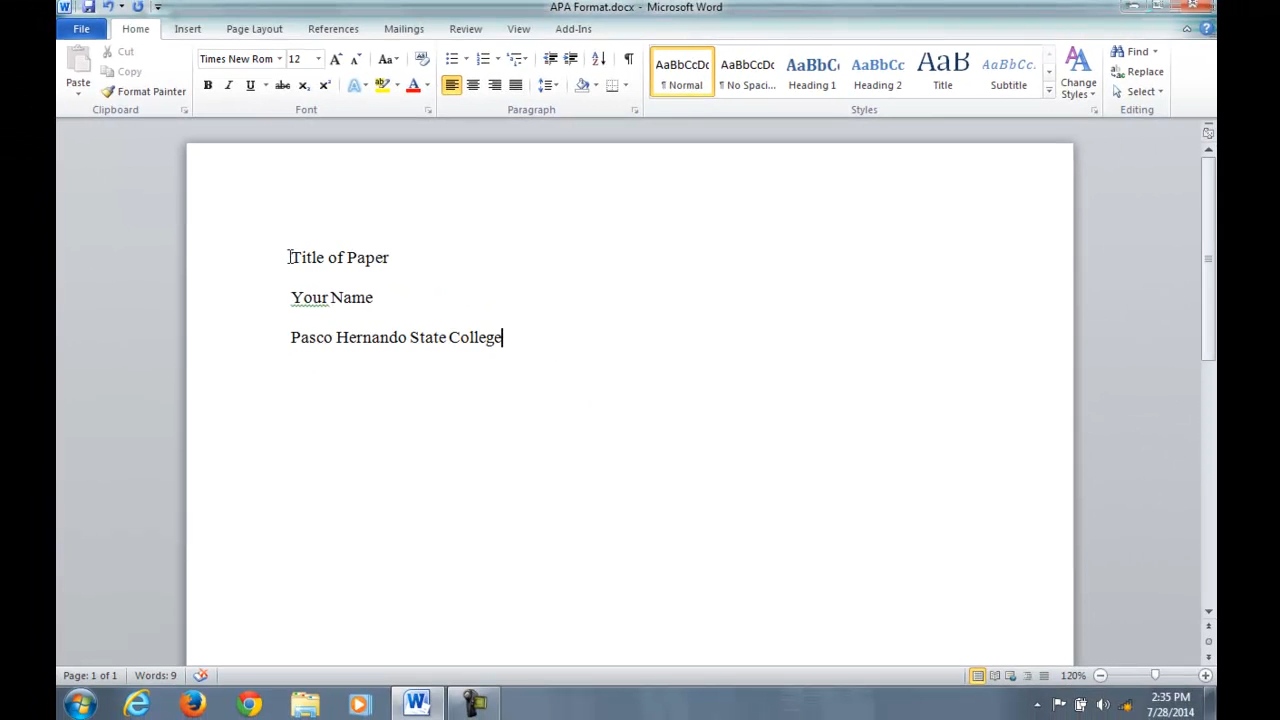 APA Format.docx - Microsoft Word
File Home Insert Page Layout References Mailings Review View Add-Ins
Paste
Cut
Copy
Format Painter
Clipboard
Times New Rom 12
Font
Paragraph
AaBbCcDc AaBbCcDc AaBbC AaBbCc AaB AaBbCc.
¶ Normal ¶ No Spaci... Heading 1 Heading 2 Title Subtitle
Change Styles
Styles
Find
Replace
Select
Editing
Title of Paper
Your Name
Pasco Hernando State College
Page: 1 of 1 Words: 9 120%
2:35 PM
7/28/2014